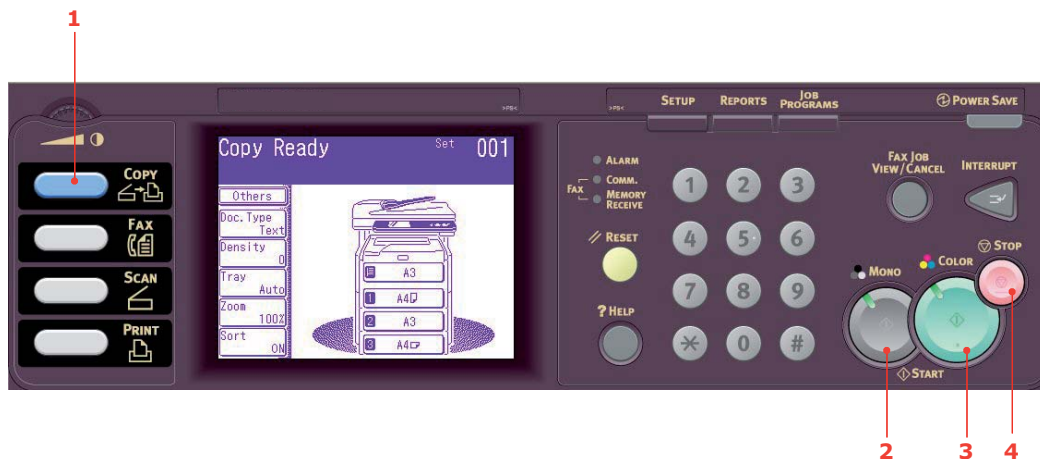 1
>PS<
>PS<
SETUP
REPORTS
JOB
PROGRAMS
POWER SAVE
COPY
FAX
SCAN
PRINT
Copy Ready
Set
001
Others
Doc.Type
Text
Density
0
Tray
Auto
Zoom
100%
Sort
ON
A3
1
A4
2
A3
3
A4
ALARM
FAX
COMM.
MEMORY
RECEIVE
RESET
? HELP
1
2
3
4
5
6
7
8
9
0
#
FAX JOB
VIEW/CANCEL
INTERRUPT
STOP
MONO
COLOR
START
2
3
4